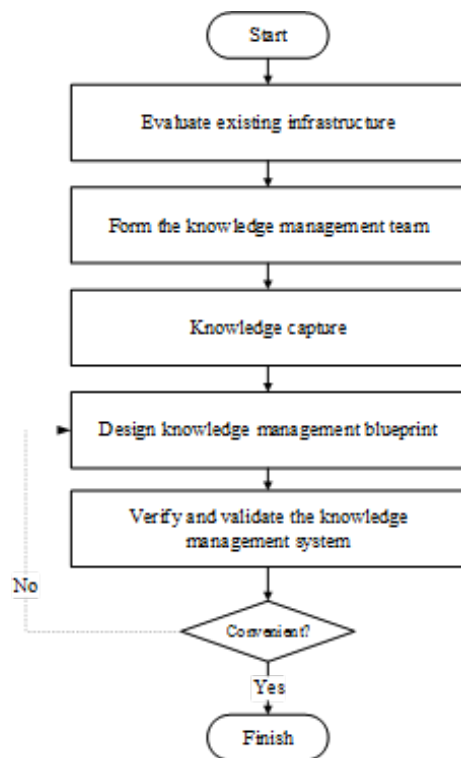 Start
Evaluate existing infrastructure
Form the knowledge management team
Knowledge capture
Design knowledge management blueprint
Verify and validate the knowledge
management system
No
Convenient?
Yes
Finish